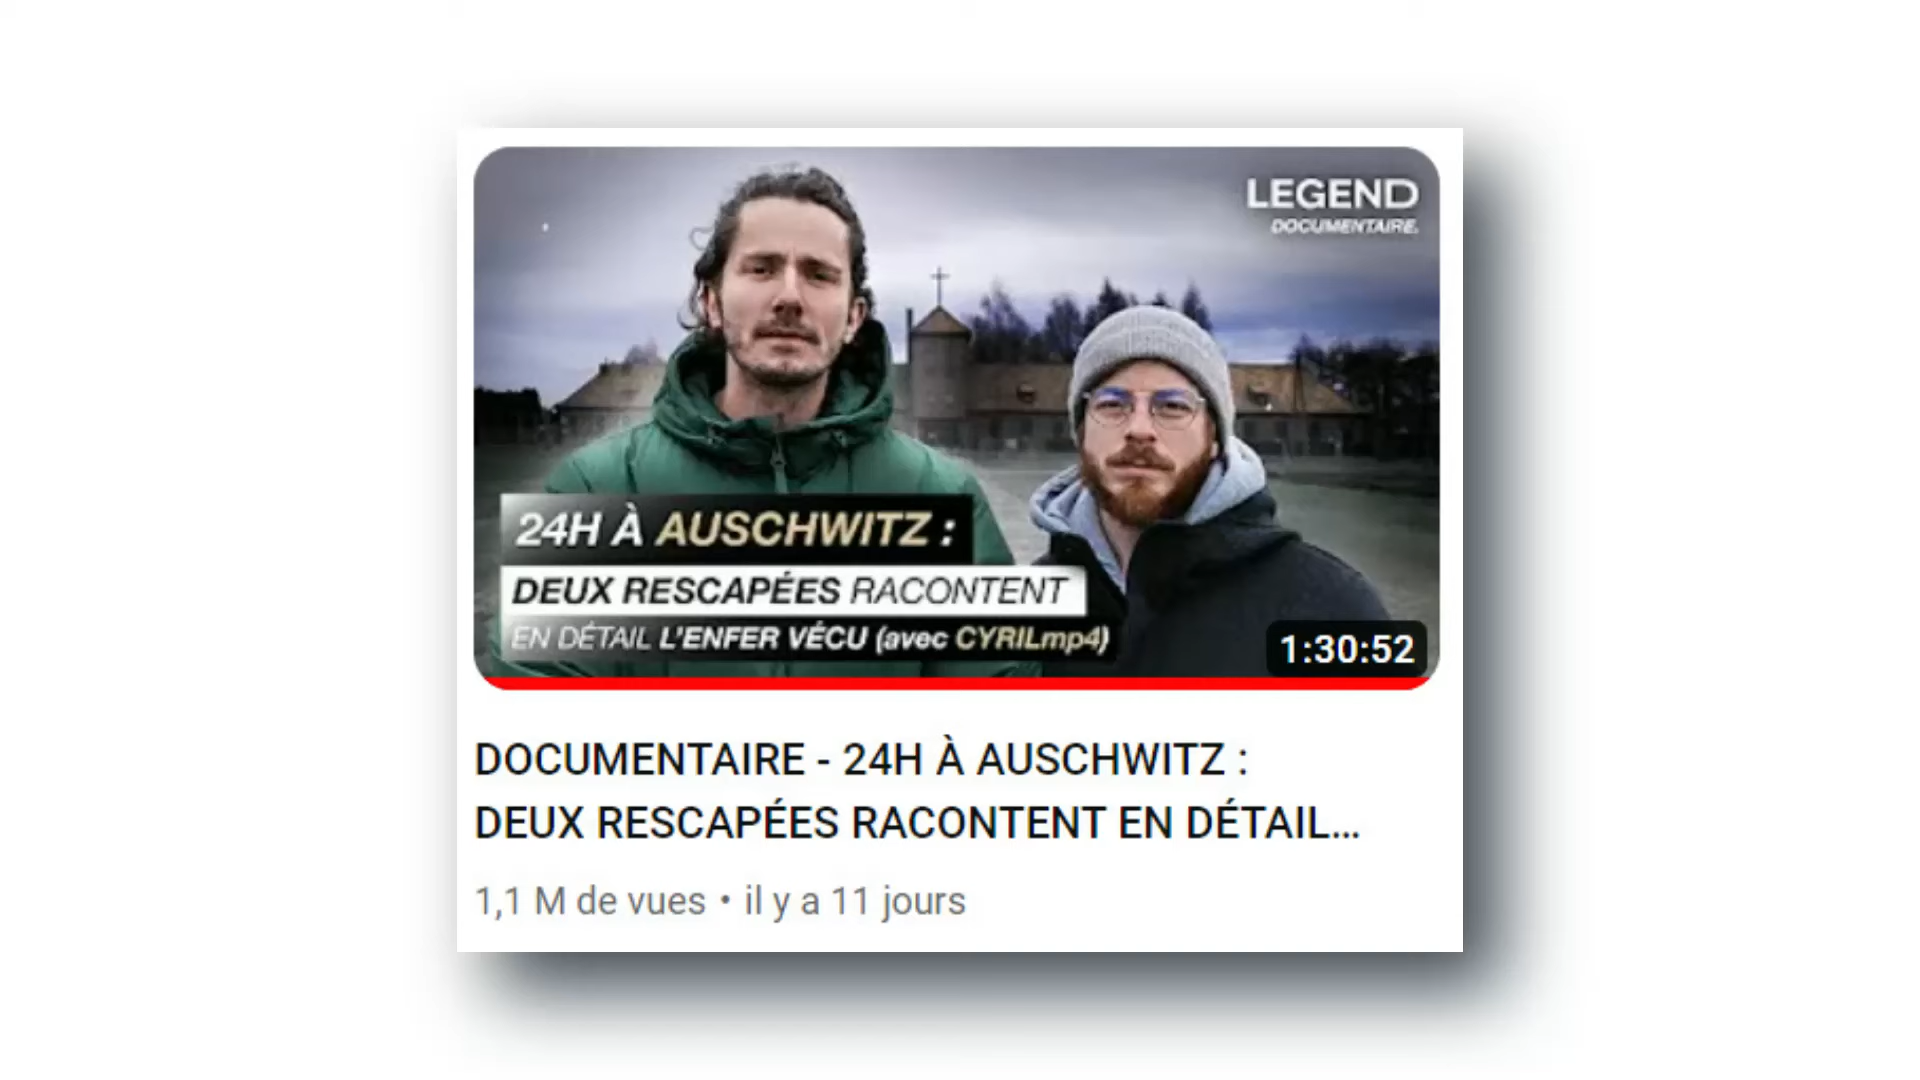 LEGEND
DOCUMENTAIRE.
24H À AUSCHWITZ :
DEUX RESCAPÉES RACONTENT
EN DÉTAIL L'ENFER VÉCU (avec CYRILmp4)
1:30:52
DOCUMENTAIRE - 24H À AUSCHWITZ :
DEUX RESCAPÉES RACONTENT EN DÉTAIL...
1,1 M de vues • il y a 11 jours